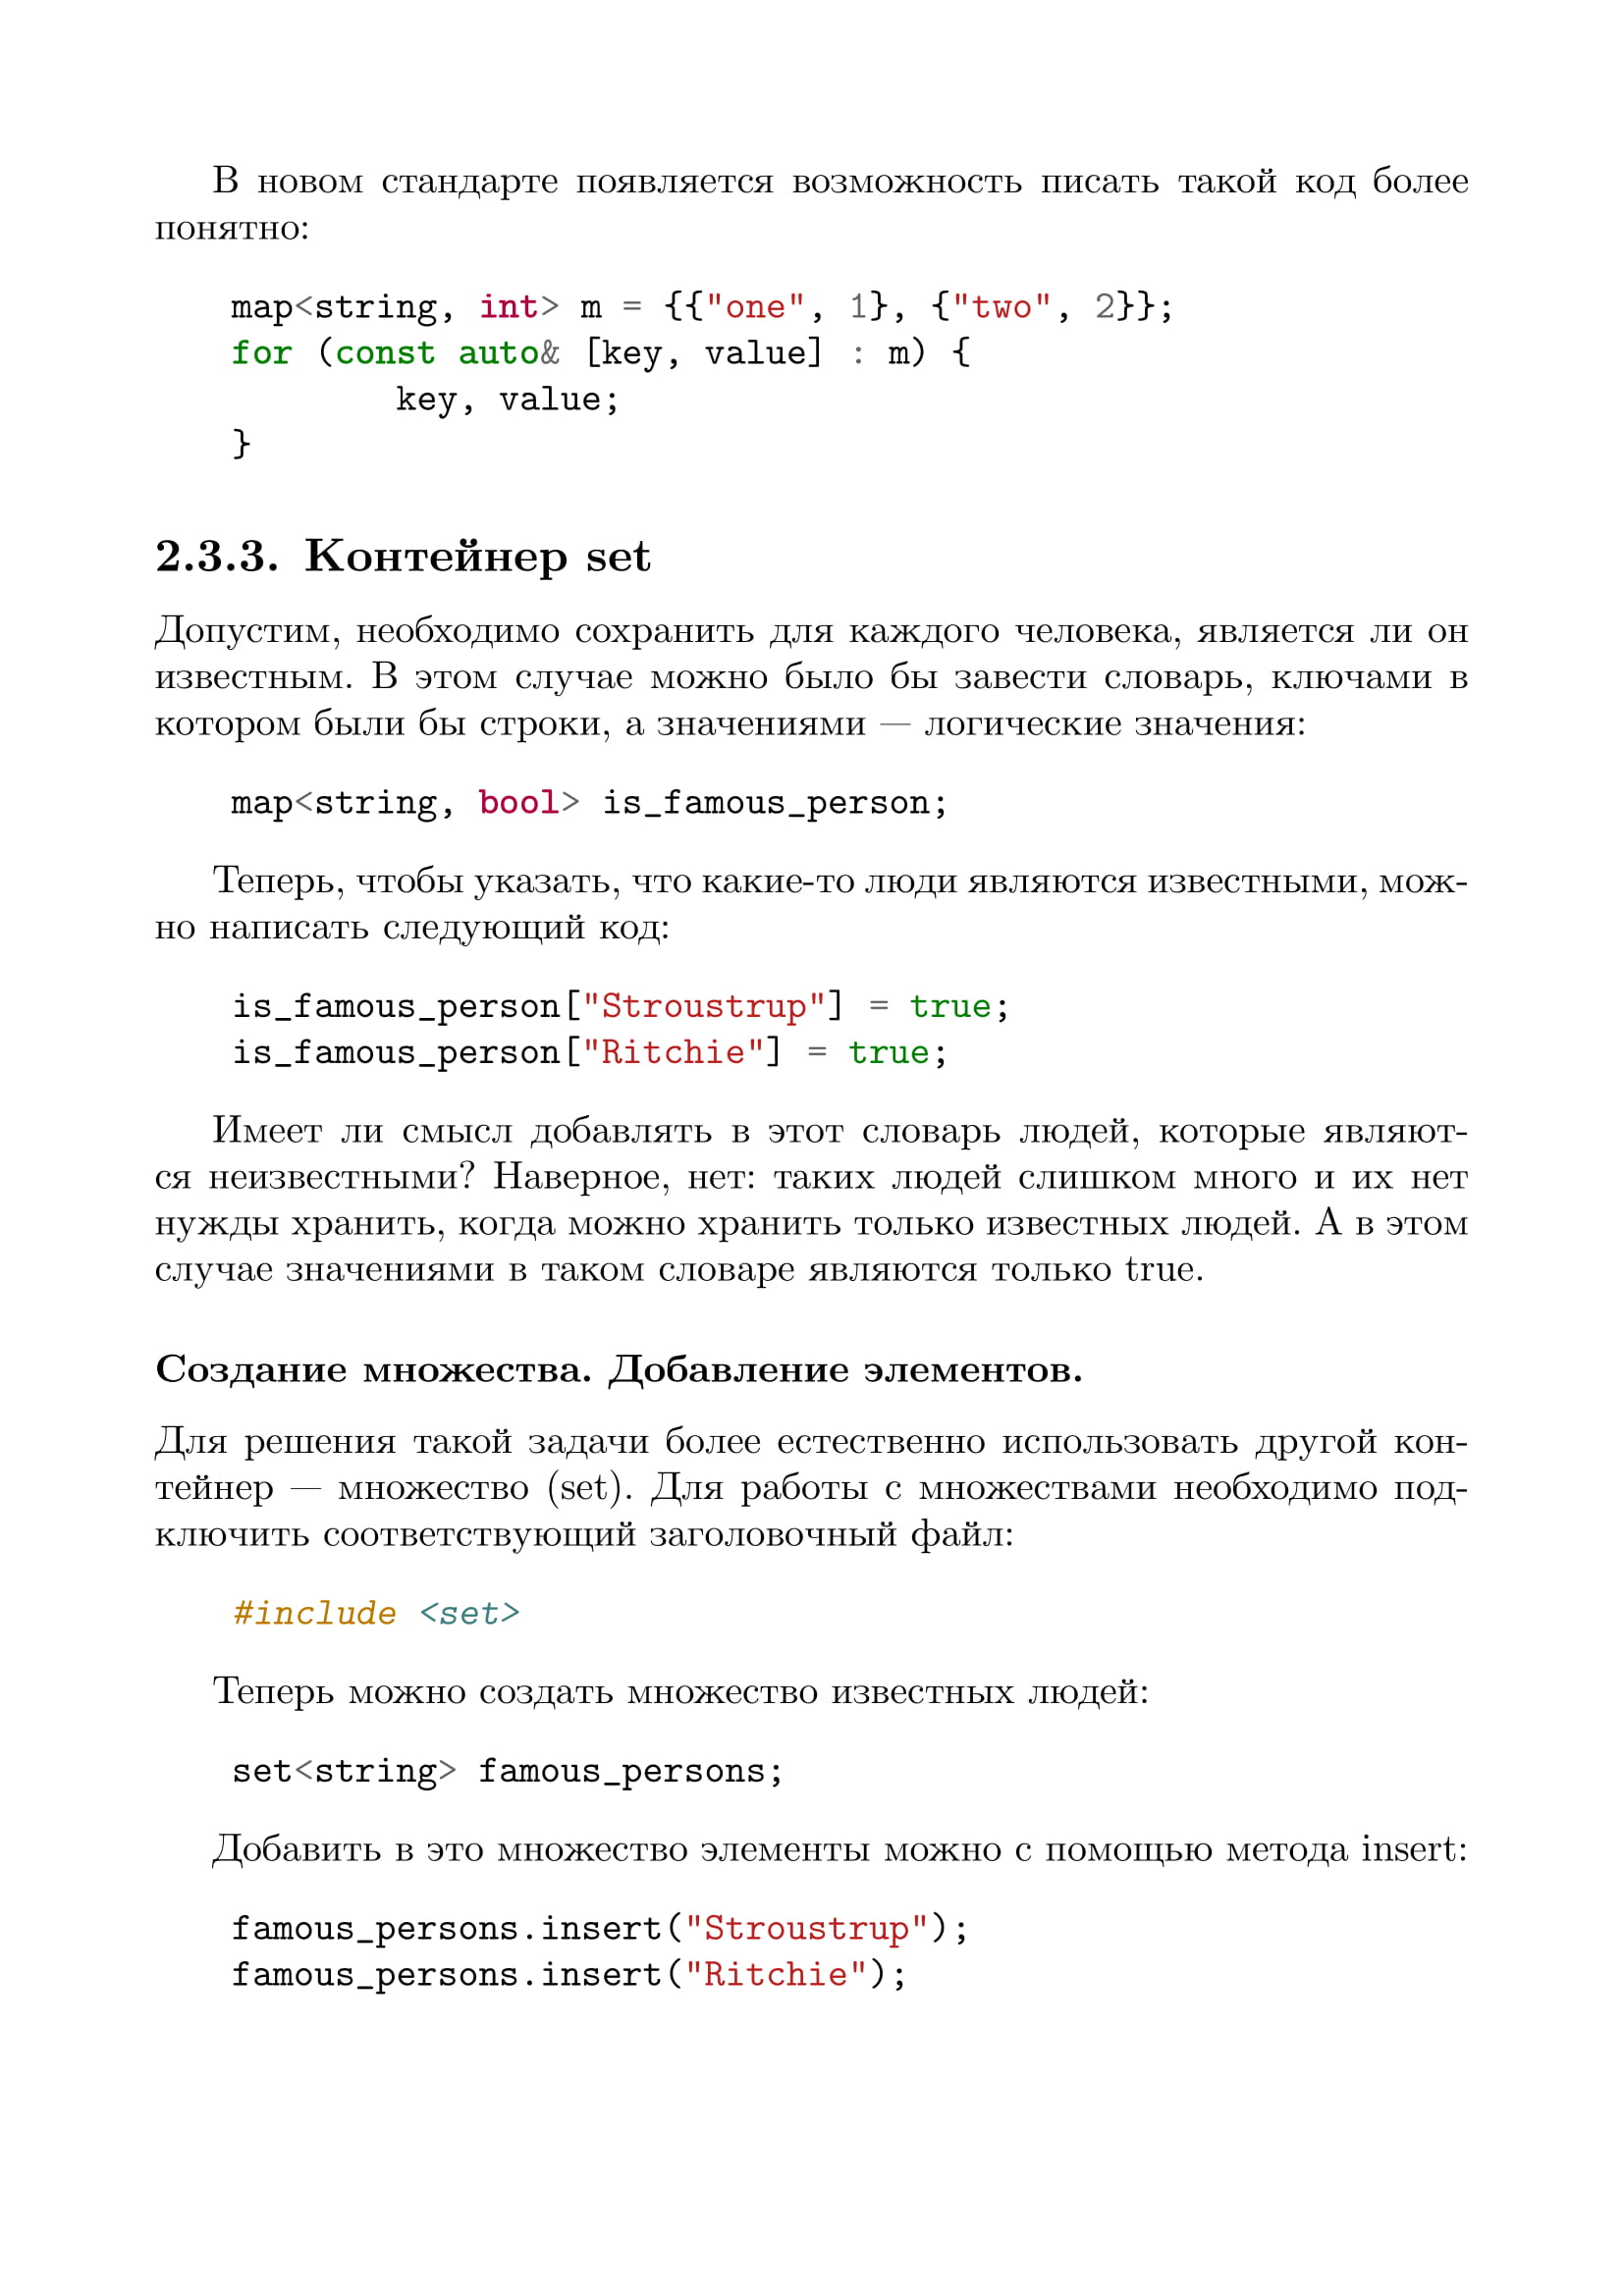 В новом стандарте появляется возможность писать такой код более
понятно:
map<string, int> m = {{"one", 1}, {"two", 2}};
for (const auto& [key, value] : m) {
        key, value;
}
2.3.3. Контейнер set
Допустим, необходимо сохранить для каждого человека, является ли он
известным. В этом случае можно было бы завести словарь, ключами в
котором были бы строки, а значениями — логические значения:
map<string, bool> is_famous_person;
Теперь, чтобы указать, что какие-то люди являются известными, мож-
но написать следующий код:
is_famous_person["Stroustrup"] = true;
is_famous_person["Ritchie"] = true;
Имеет ли смысл добавлять в этот словарь людей, которые являют-
ся неизвестными? Наверное, нет: таких людей слишком много и их нет
нужды хранить, когда можно хранить только известных людей. А в этом
случае значениями в таком словаре являются только true.
Создание множества. Добавление элементов.
Для решения такой задачи более естественно использовать другой кон-
тейнер — множество (set). Для работы с множествами необходимо под-
ключить соответствующий заголовочный файл:
#include <set>
Теперь можно создать множество известных людей:
set<string> famous_persons;
Добавить в это множество элементы можно с помощью метода insert:
famous_persons.insert("Stroustrup");
famous_persons.insert("Ritchie");